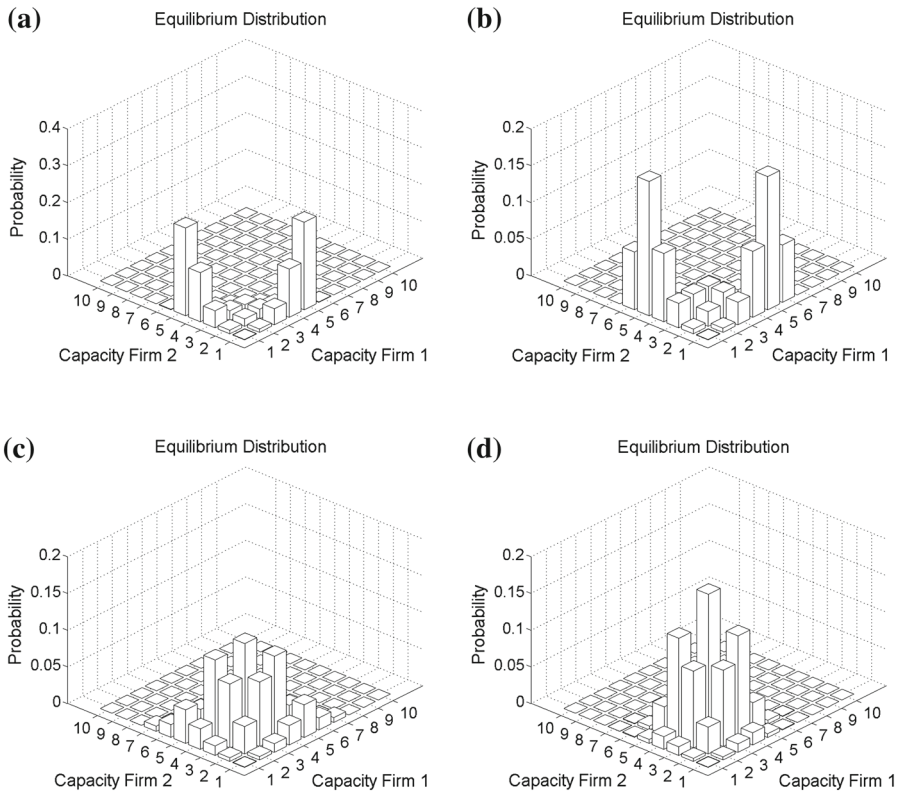 (a)
Equilibrium Distribution
0.4
0.3
0.2
0.1
0
Probability
10 9 8 7 6 5 4 3 2 1
Capacity Firm 2
1 2 3 4 5 6 7 8 9 10
Capacity Firm 1
(b)
Equilibrium Distribution
0.2
0.15
0.1
0.05
0
Probability
10 9 8 7 6 5 4 3 2 1
Capacity Firm 2
1 2 3 4 5 6 7 8 9 10
Capacity Firm 1
(c)
Equilibrium Distribution
0.2
0.15
0.1
0.05
0
Probability
10 9 8 7 6 5 4 3 2 1
Capacity Firm 2
1 2 3 4 5 6 7 8 9 10
Capacity Firm 1
(d)
Equilibrium Distribution
0.2
0.15
0.1
0.05
0
Probability
10 9 8 7 6 5 4 3 2 1
Capacity Firm 2
1 2 3 4 5 6 7 8 9 10
Capacity Firm 1